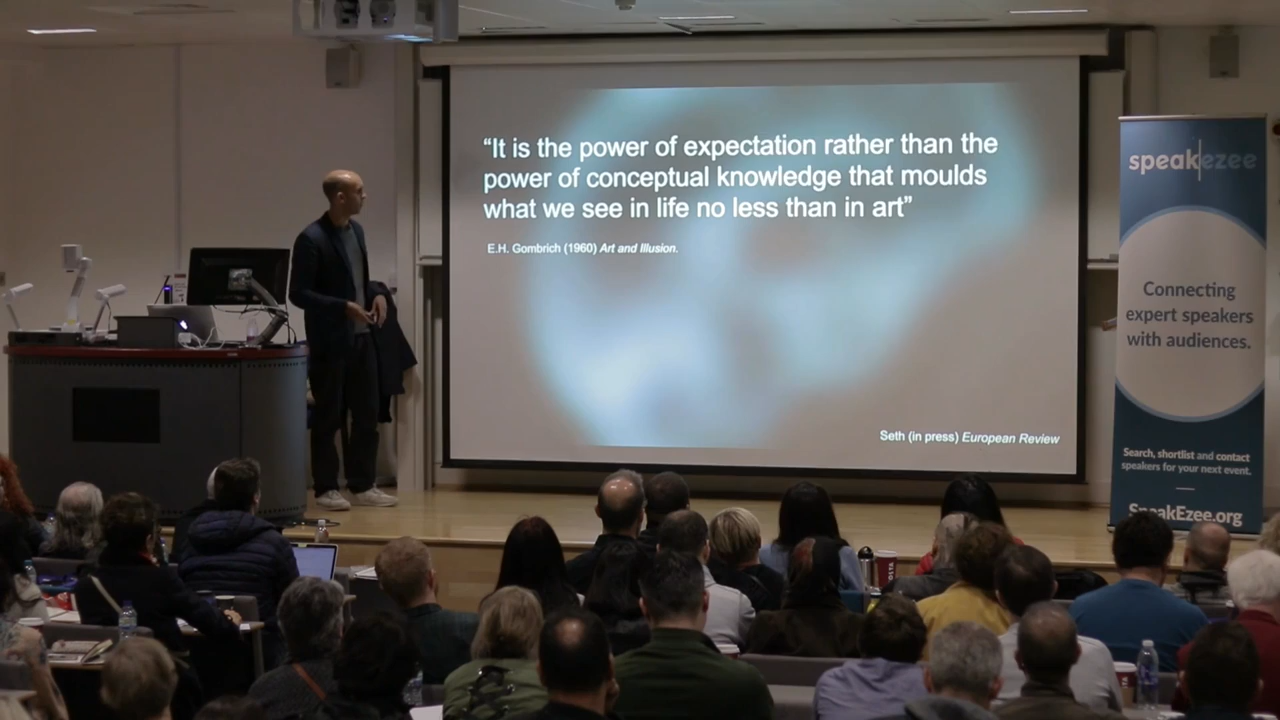 “It is the power of expectation rather than the
power of conceptual knowledge that moulds
what we see in life no less than in art”
E.H. Gombrich (1960) Art and Illusion.
Seth (in press) European Review
speakezee
Connecting
expert speakers
with audiences.
Search, shortlist and contact
speakers for your next event.
SpeakEzee.org
COSTA